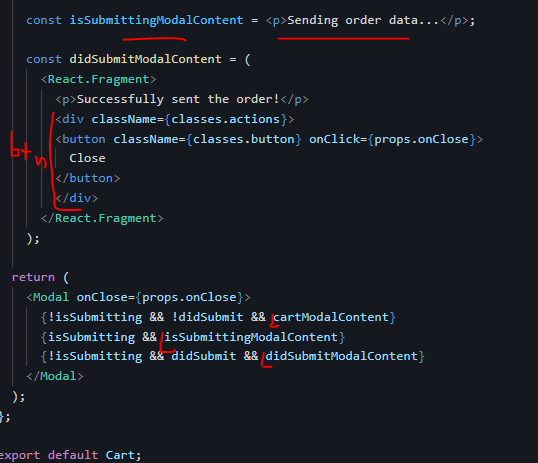 const isSubmittingModalContent = <p>Sending order data...</p>;
const didSubmitModalContent = (
<React.Fragment>
<p>Successfully sent the order!</p>
<div className={classes.actions}>
<button className={classes.button} onClick={props.onClose}>
Close
</button>
</div>
</React.Fragment>
);
return (
<Modal onClose={props.onClose}>
{!isSubmitting && !didSubmit && cartModalContent}
{isSubmitting && isSubmittingModalContent}
{!isSubmitting && didSubmit && didSubmitModalContent}
</Modal>
);
};
export default Cart;